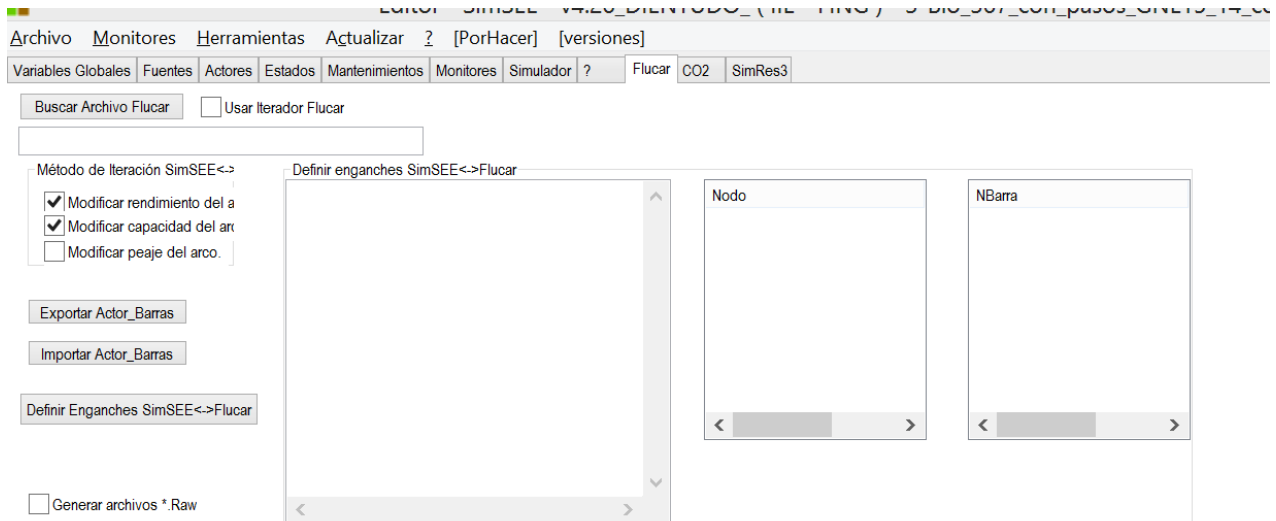 Archivo Monitores Herramientas Actualizar ? [PorHacer] [versiones]
Variables Globales Fuentes Actores Estados Mantenimientos Monitores Simulador ? Flucar CO2 SimRes3
Buscar Archivo Flucar Usar Iterador Flucar
Método de Iteración SimSEE<-> Definir enganches SimSEE<->Flucar
Modificar rendimiento del a Nodo NBarra
Modificar capacidad del
Modificar peaje del arco.
Exportar Actor_Barras
Importar Actor_Barras
Definir Enganches SimSEE<->Flucar
Generar archivos *.Raw